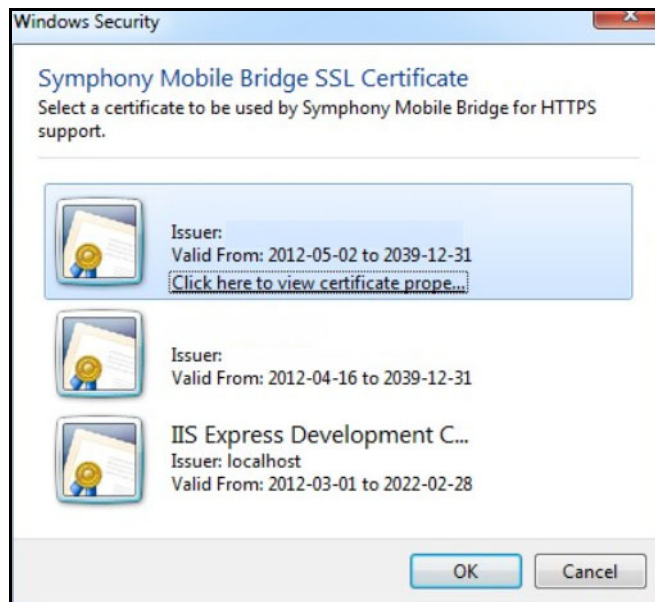 Windows Security
Symphony Mobile Bridge SSL Certificate
Select a certificate to be used by Symphony Mobile Bridge for HTTPS
support.
Issuer:
Valid From: 2012-05-02 to 2039-12-31
Click here to view certificate prope...
Issuer:
Valid From: 2012-04-16 to 2039-12-31
IIS Express Development C...
Issuer: localhost
Valid From: 2012-03-01 to 2022-02-28
OK
Cancel